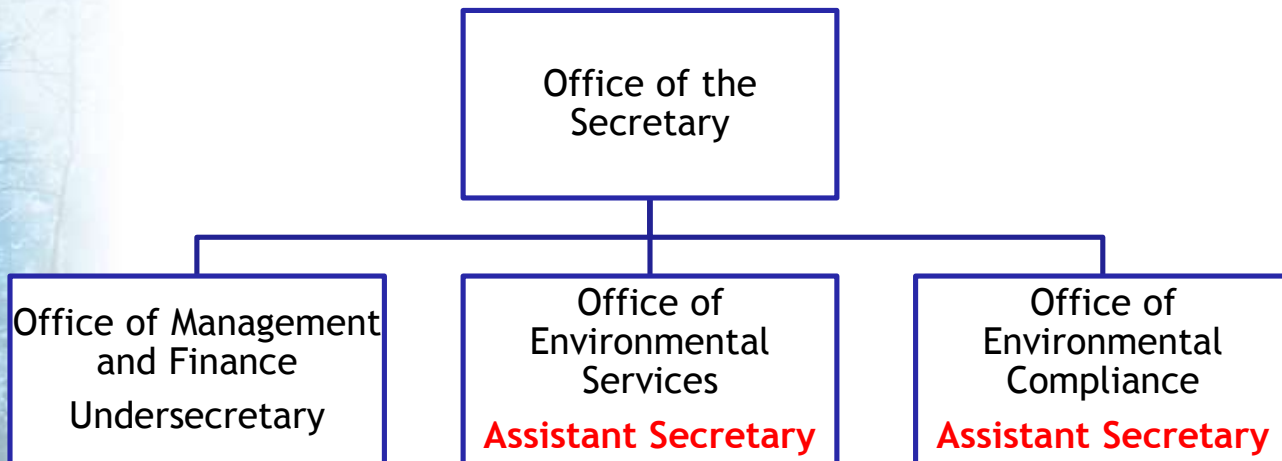 Office of the
Secretary
Office of Management
and Finance
Undersecretary
Office of
Environmental
Services
Assistant Secretary
Office of
Environmental
Compliance
Assistant Secretary